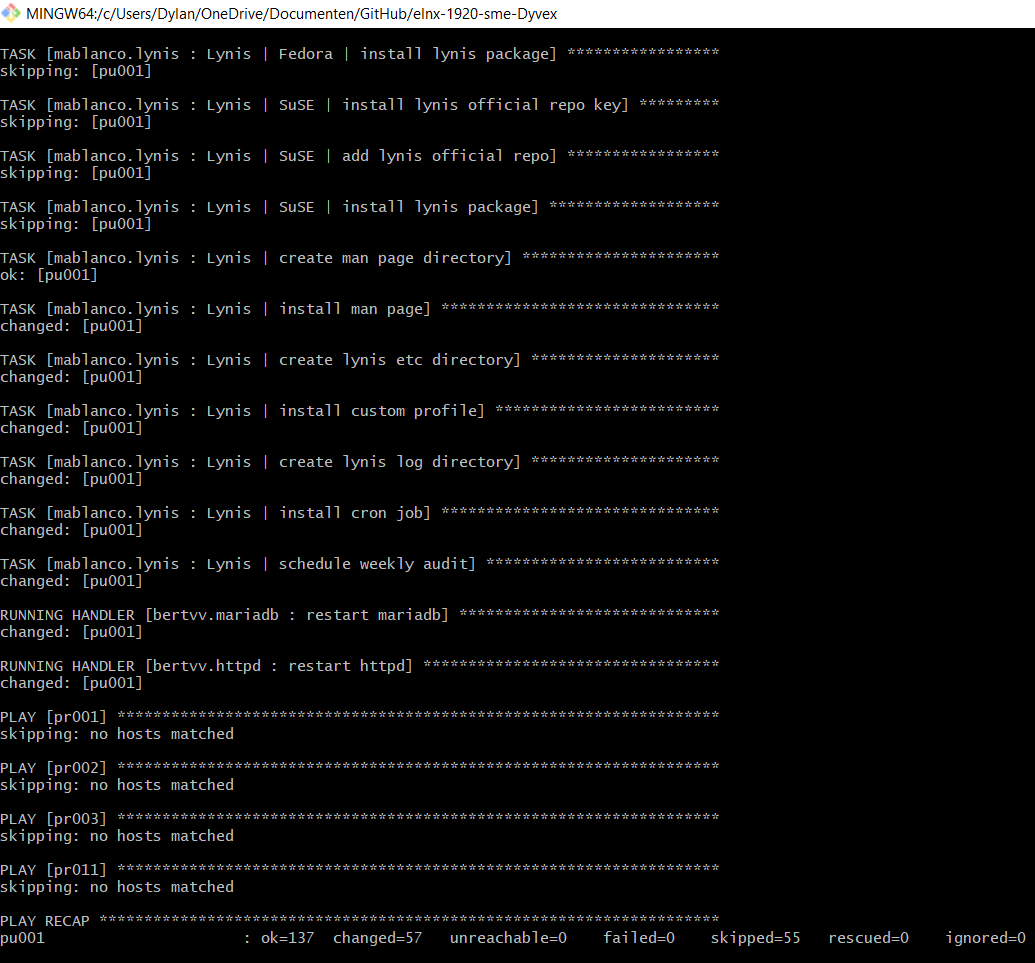 MINGW64:/c/Users/Dylan/OneDrive/Documenten/GitHub/elnx-1920-sme-Dyvex
TASK [mablanco.lynis : Lynis | Fedora | install lynis package] *****************
skipping: [pu001]
TASK [mablanco.lynis : Lynis | SuSE | install lynis official repo key] *********
skipping: [pu001]
TASK [mablanco.lynis : Lynis | SuSE | add lynis official repo] *****************
skipping: [pu001]
TASK [mablanco.lynis : Lynis | SuSE | install lynis package] *******************
skipping: [pu001]
TASK [mablanco.lynis : Lynis | create man page directory] **********************
ok: [pu001]
TASK [mablanco.lynis : Lynis | install man page] *******************************
changed: [pu001]
TASK [mablanco.lynis : Lynis | create lynis etc directory] *********************
changed: [pu001]
TASK [mablanco.lynis : Lynis | install custom profile] *************************
changed: [pu001]
TASK [mablanco.lynis : Lynis | create lynis log directory] *********************
changed: [pu001]
TASK [mablanco.lynis : Lynis | install cron job] *******************************
changed: [pu001]
TASK [mablanco.lynis : Lynis | schedule weekly audit] **************************
changed: [pu001]
RUNNING HANDLER [bertvv.mariadb : restart mariadb] *****************************
changed: [pu001]
RUNNING HANDLER [bertvv.httpd : restart httpd] *********************************
changed: [pu001]
PLAY [pr001] *******************************************************************
skipping: no hosts matched
PLAY [pr002] *******************************************************************
skipping: no hosts matched
PLAY [pr003] *******************************************************************
skipping: no hosts matched
PLAY [pr011] *******************************************************************
skipping: no hosts matched
PLAY RECAP *********************************************************************
pu001                      : ok=137  changed=57   unreachable=0    failed=0    skipped=55   rescued=0    ignored=0